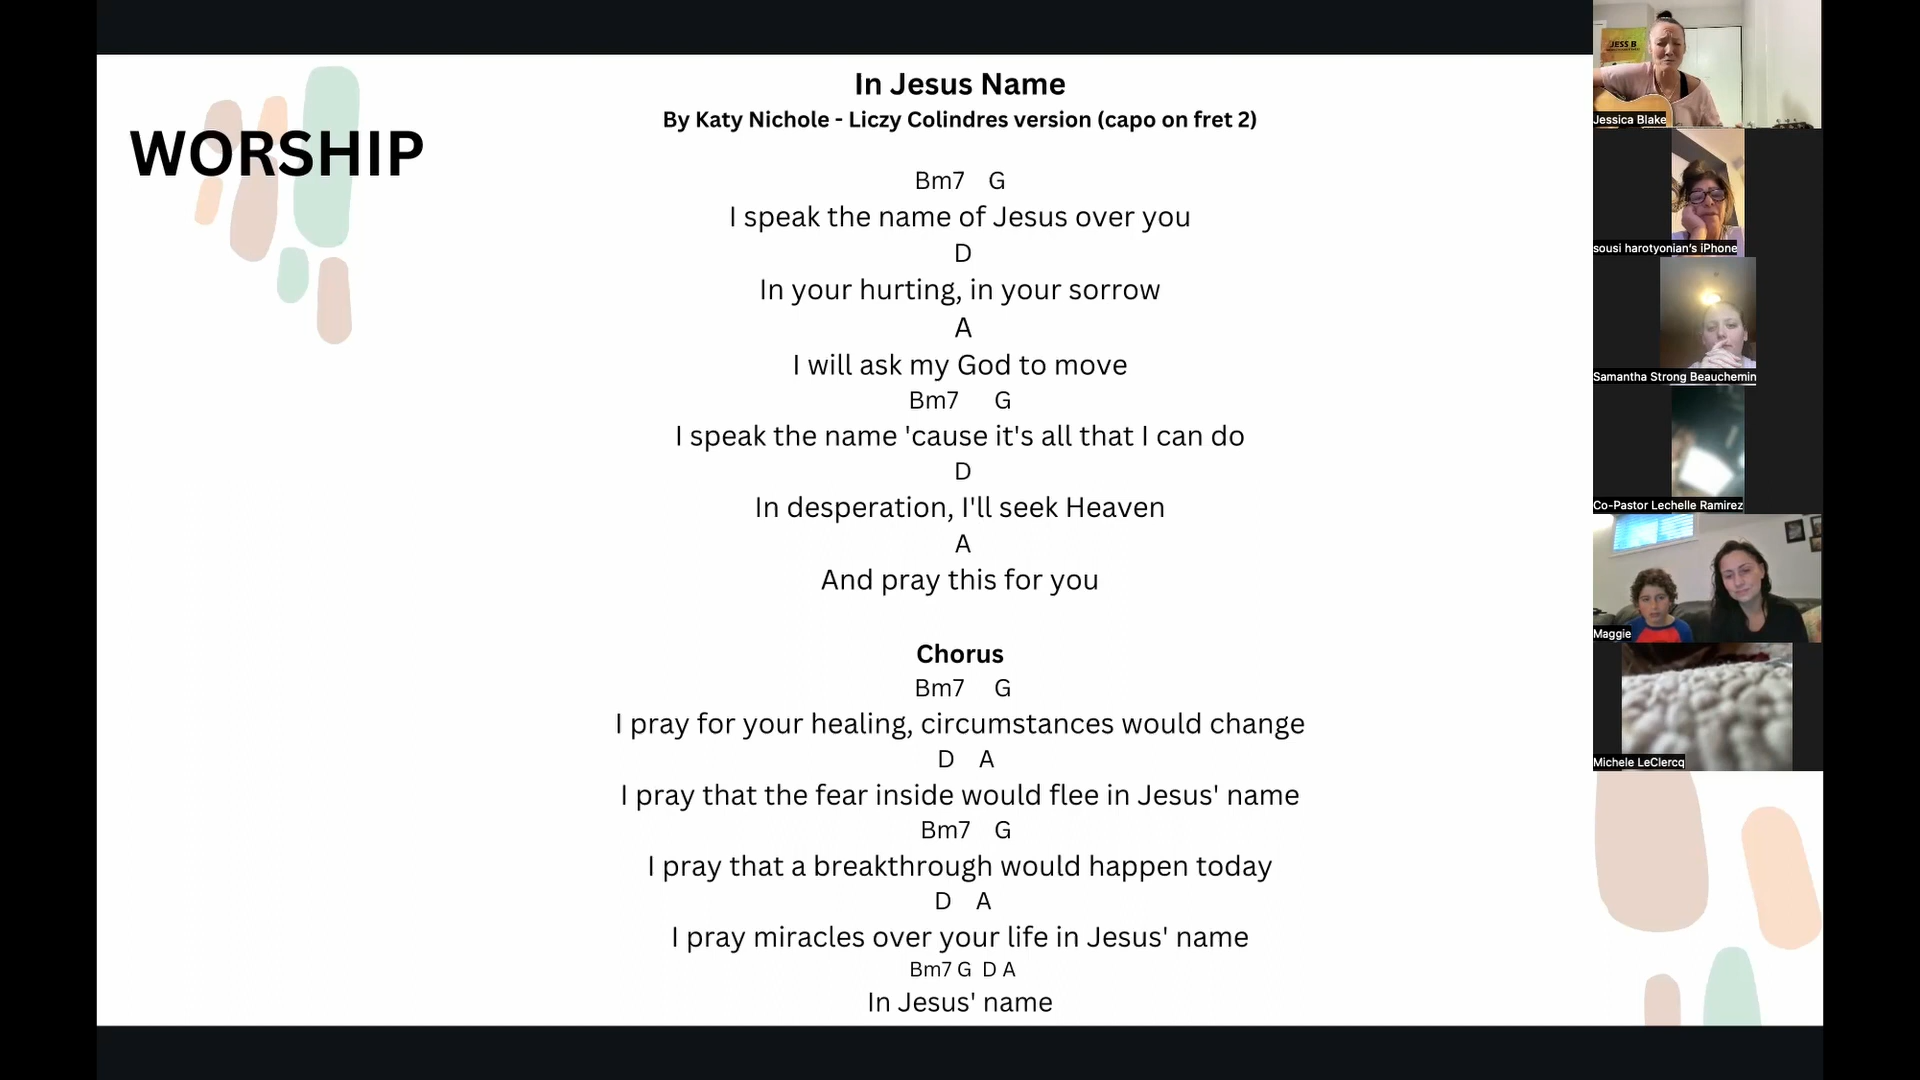 WORSHIP
In Jesus Name
By Katy Nichole - Liczy Colindres version (capo on fret 2)
Bm7 G
I speak the name of Jesus over you
D
In your hurting, in your sorrow
A
I will ask my God to move
Bm7 G
I speak the name 'cause it's all that I can do
D
In desperation, I'll seek Heaven
A
And pray this for you
Chorus
Bm7 G
I pray for your healing, circumstances would change
D A
I pray that the fear inside would flee in Jesus' name
Bm7 G
I pray that a breakthrough would happen today
D A
I pray miracles over your life in Jesus' name
Bm7 G D A
In Jesus' name
JESS B
Jessica Blake
sousi harotyonian's iPhone
Samantha Strong Beauchemin
Co-Pastor Lechelle Ramirez
Maggie
Michele LeClercq